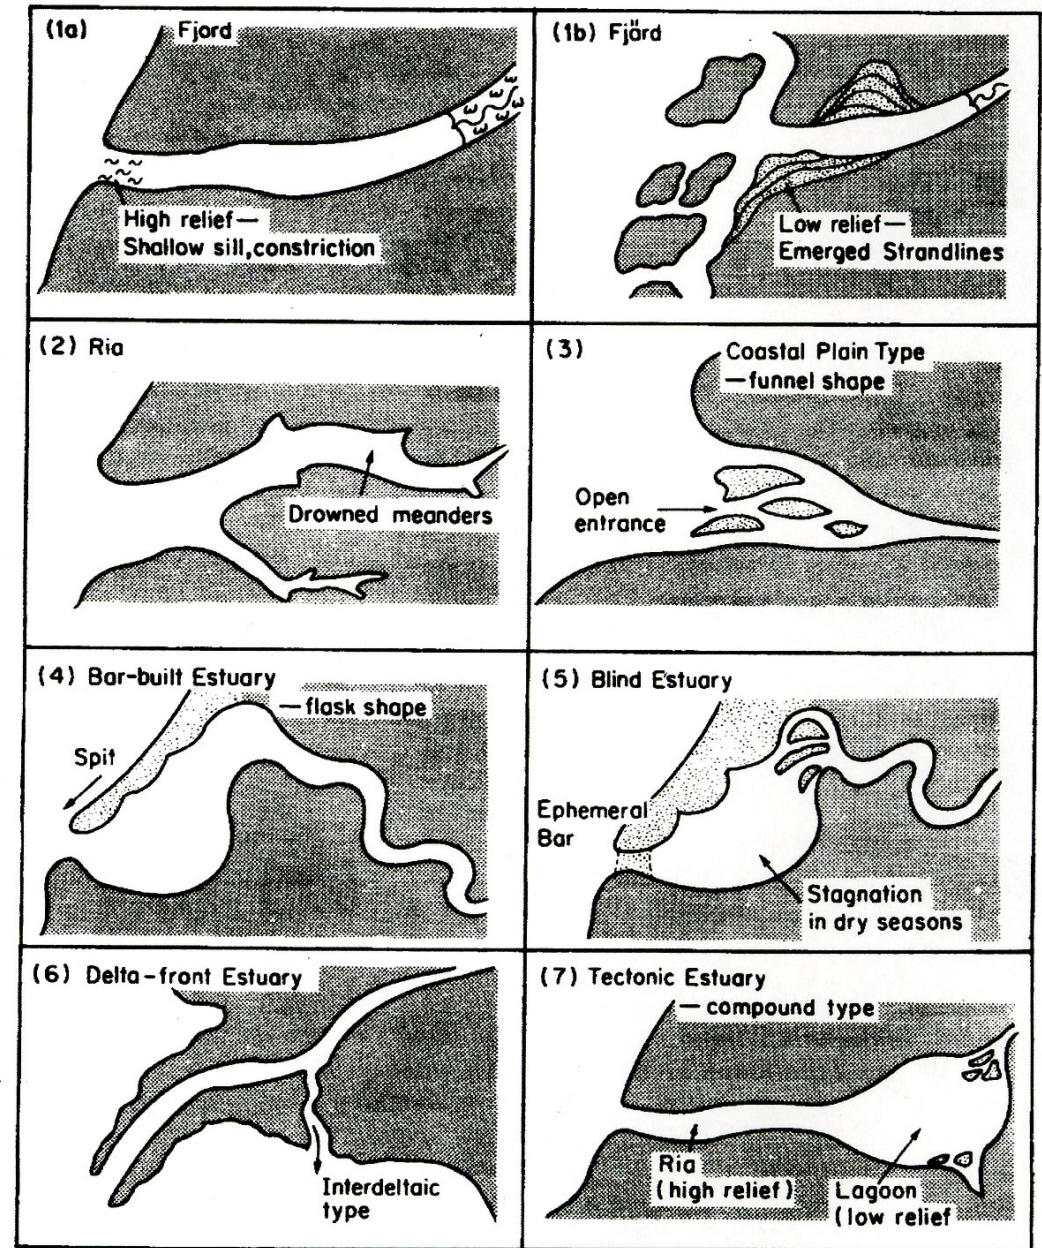 (1a) Fjord
High relief—
Shallow sill, constriction
(1b) Fjärd
Low relief—
Emerged Strandlines
(2) Ria
Drowned meanders
(3) Coastal Plain Type
—funnel shape
Open
entrance
(4) Bar-built Estuary
—flask shape
Spit
(5) Blind Estuary
Ephemeral
Bar
Stagnation
in dry seasons
(6) Delta-front Estuary
Interdeltaic
type
(7) Tectonic Estuary
—compound type
Ria
(high relief)
Lagoon
(low relief